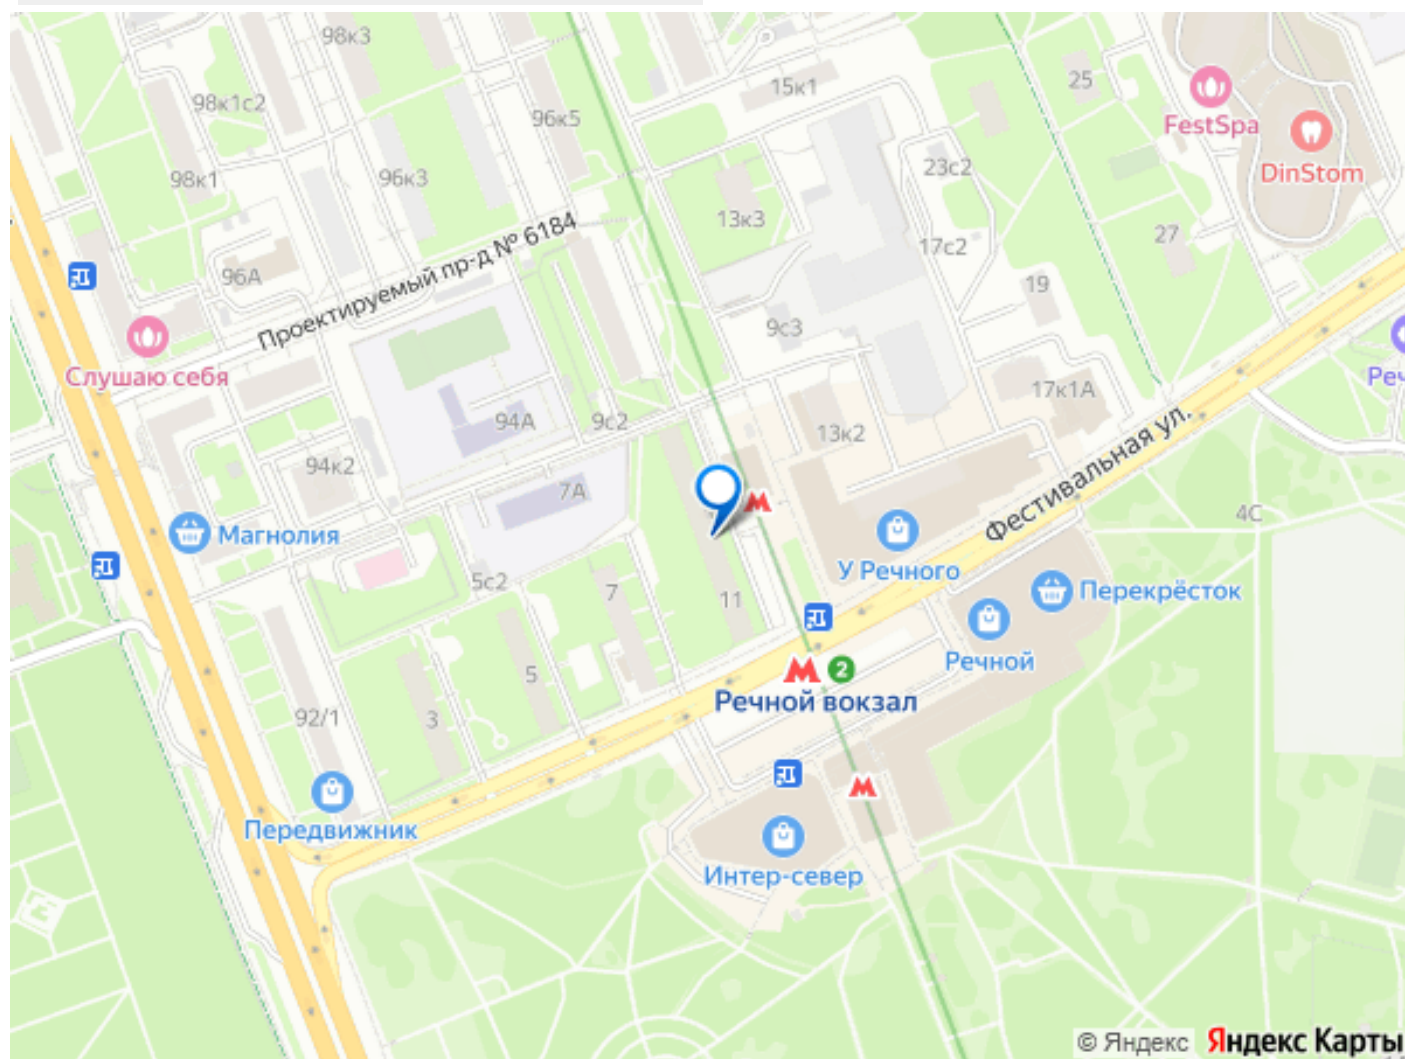 98к3
15к1
25
FestSpa
98к1с2
96к5
DinStom
98к1
96к3
23с2
13к3
Проектируемый пр-д № 6184
17с2
27
96А
19
9с3
Слушаю себя
Реч
17к1А
94А
9с2
13к2
Фестивальная ул.
94к2
7А
М
4С
Магнолия
У Речного
5с2
7
11
Перекрёсток
Речной
5
М 2
Речной вокзал
92/1
3
М
Передвижник
Интер-север
© Яндекс Яндекс Карты